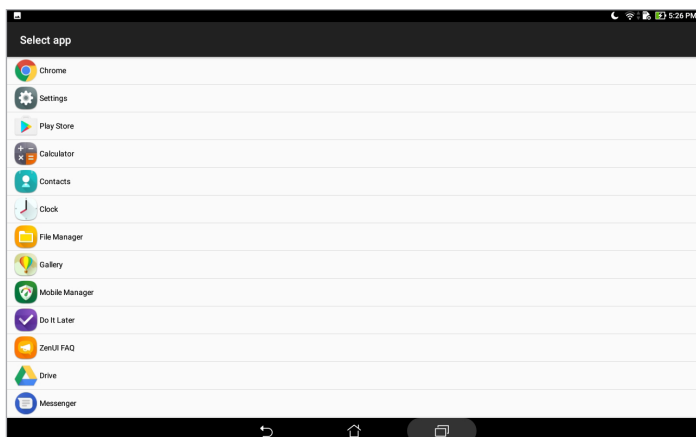 5:26 PM
Select app
Chrome
Settings
Play Store
Calculator
Contacts
Clock
File Manager
Gallery
Mobile Manager
Do It Later
ZenUI FAQ
Drive
Messenger